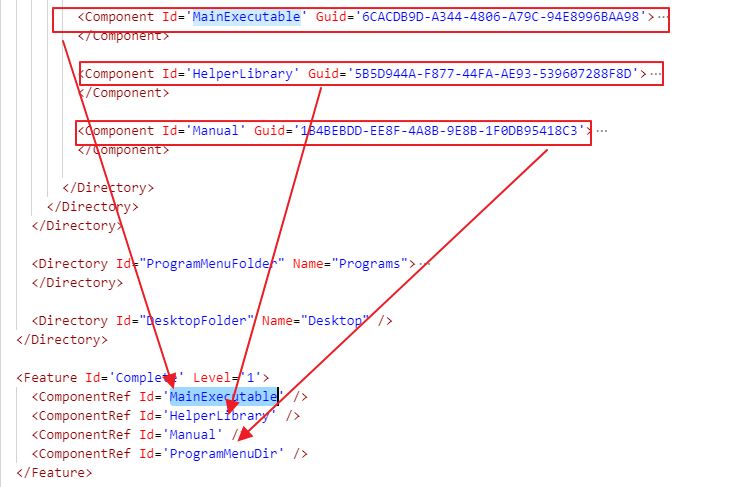 <Component Id='MainExecutable' Guid='6CACDB9D-A344-4806-A79C-94E8996BAA98'>···
</Component>
<Component Id='HelperLibrary' Guid='5B5D944A-F877-44FA-AE93-539607288F8D'>···
</Component>
<Component Id='Manual' Guid='1B4BEBDD-EE8F-4A8B-9E8B-1F0DB95418C3'>···
</Component>
</Directory>
</Directory>
</Directory>
<Directory Id="ProgramMenuFolder" Name="Programs">···
</Directory>
<Directory Id="DesktopFolder" Name="Desktop" />
</Directory>
<Feature Id='Complete' Level='1'>
<ComponentRef Id='MainExecutable' />
<ComponentRef Id='HelperLibrary' />
<ComponentRef Id='Manual' />
<ComponentRef Id='ProgramMenuDir' />
</Feature>